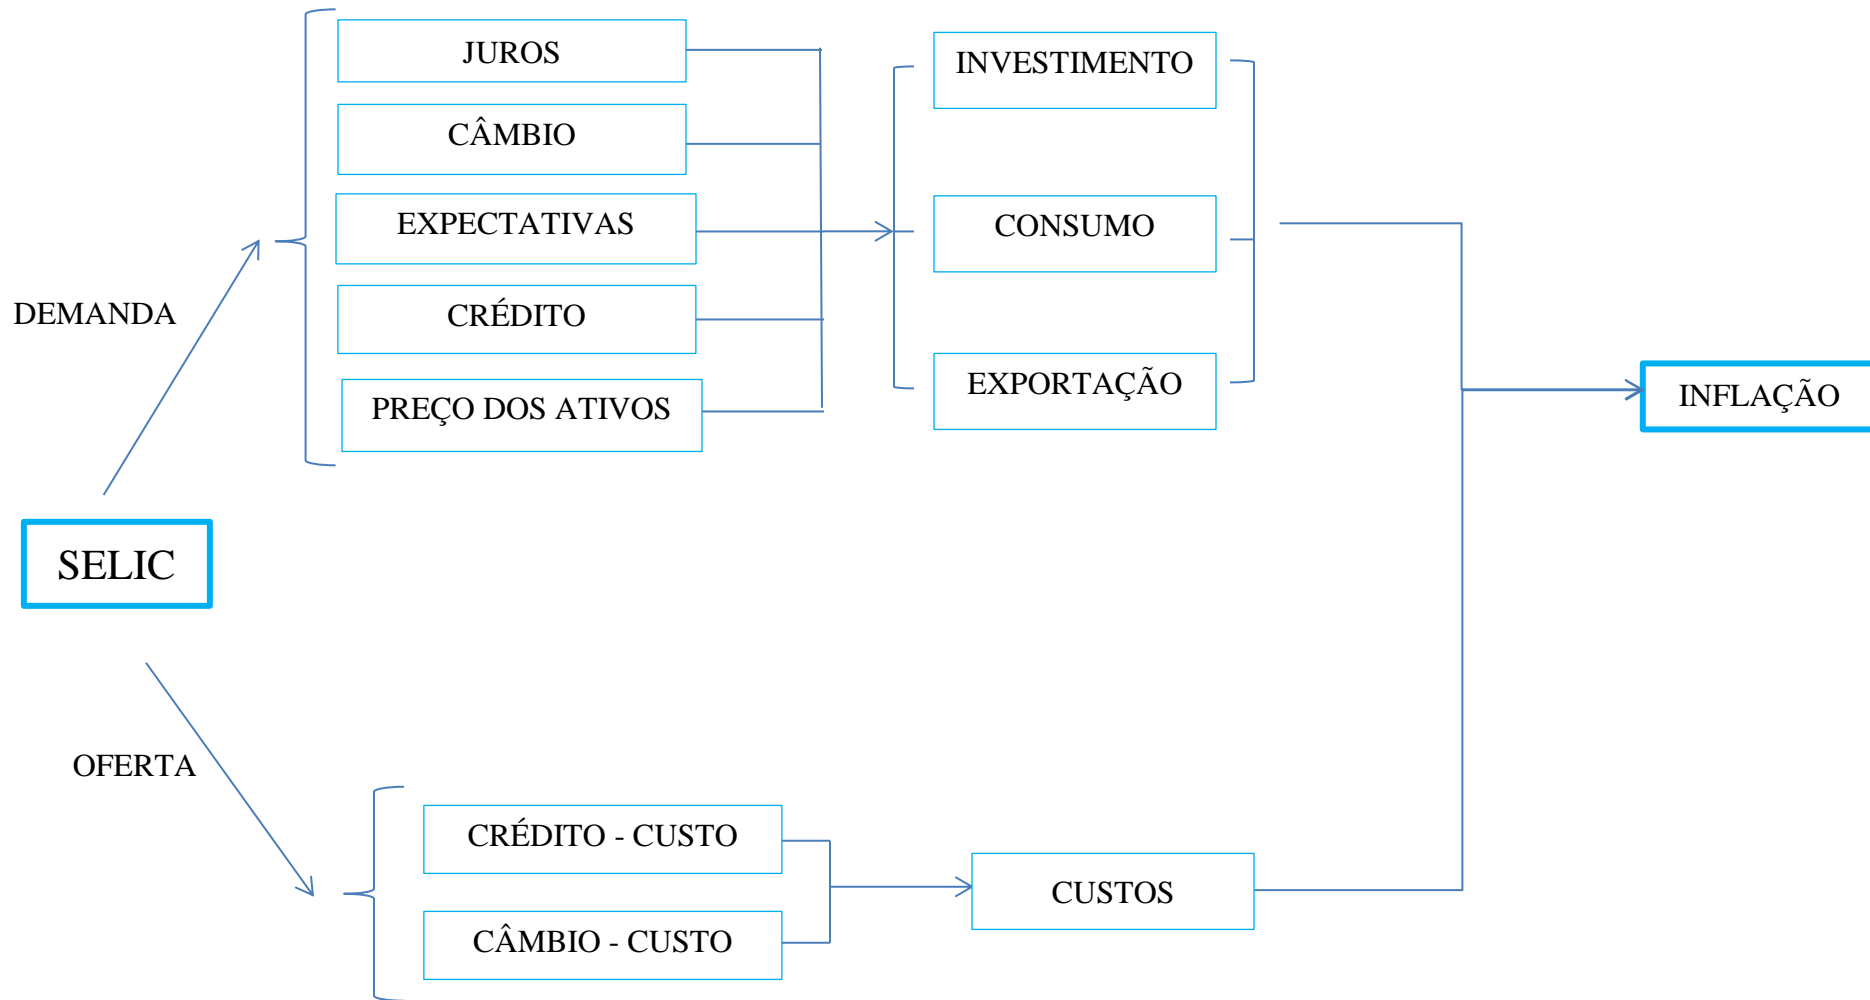 JUROS
CÂMBIO
EXPECTATIVAS
CRÉDITO
PREÇO DOS ATIVOS
INVESTIMENTO
CONSUMO
EXPORTAÇÃO
DEMANDA
INFLAÇÃO
SELIC
OFERTA
CRÉDITO - CUSTO
CÂMBIO - CUSTO
CUSTOS